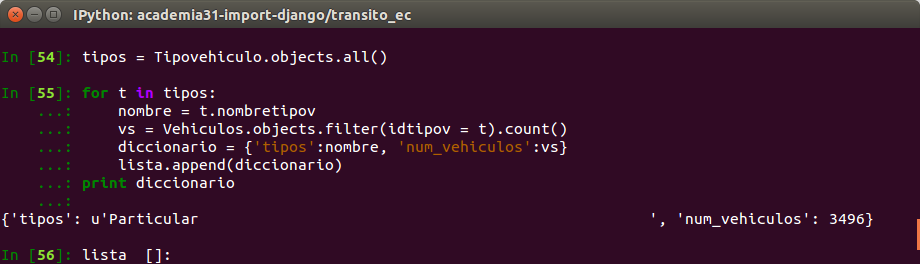 IPython: academia31-import-django/transito_ec
In [54]: tipos = Tipovehiculo.objects.all()
In [55]: for t in tipos:
   ...:     nombre = t.nombretipov
   ...:     vs = Vehiculos.objects.filter(idtipov = t).count()
   ...:     diccionario = {'tipos':nombre, 'num_vehiculos':vs}
   ...:     lista.append(diccionario)
   ...: print diccionario
   ...:
{'tipos': u'Particular                                                  ', 'num_vehiculos': 3496}
In [56]: lista  []: